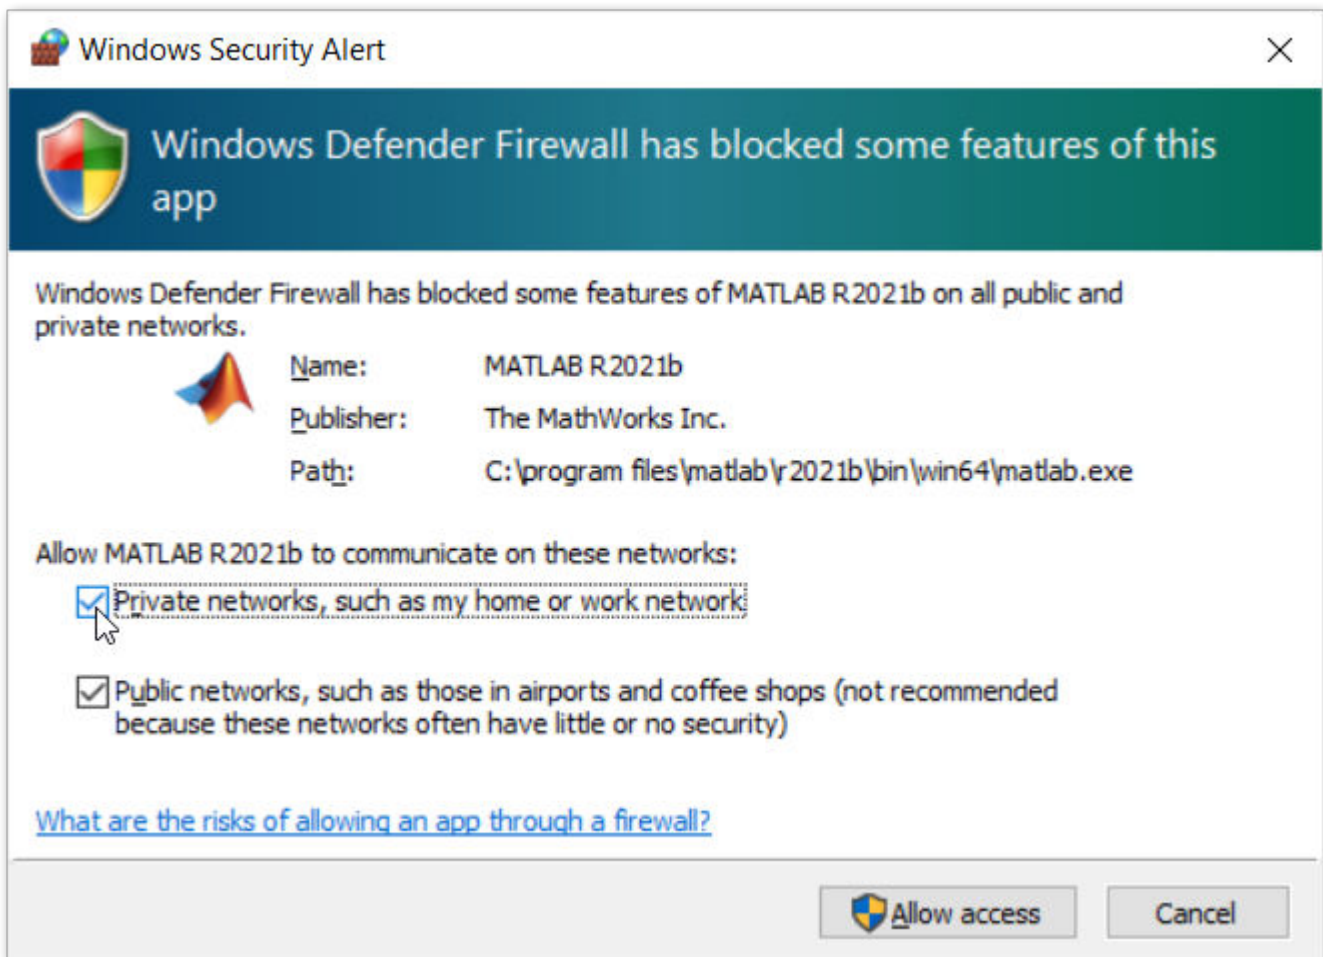 Windows Security Alert
Windows Defender Firewall has blocked some features of this
app
Windows Defender Firewall has blocked some features of MATLAB R2021b on all public and
private networks.
Name: MATLAB R2021b
Publisher: The MathWorks Inc.
Path: C:\program files\matlab\r2021b\bin\win64\matlab.exe
Allow MATLAB R2021b to communicate on these networks:
Private networks, such as my home or work network
Public networks, such as those in airports and coffee shops (not recommended
because these networks often have little or no security)
What are the risks of allowing an app through a firewall?
Allow access Cancel